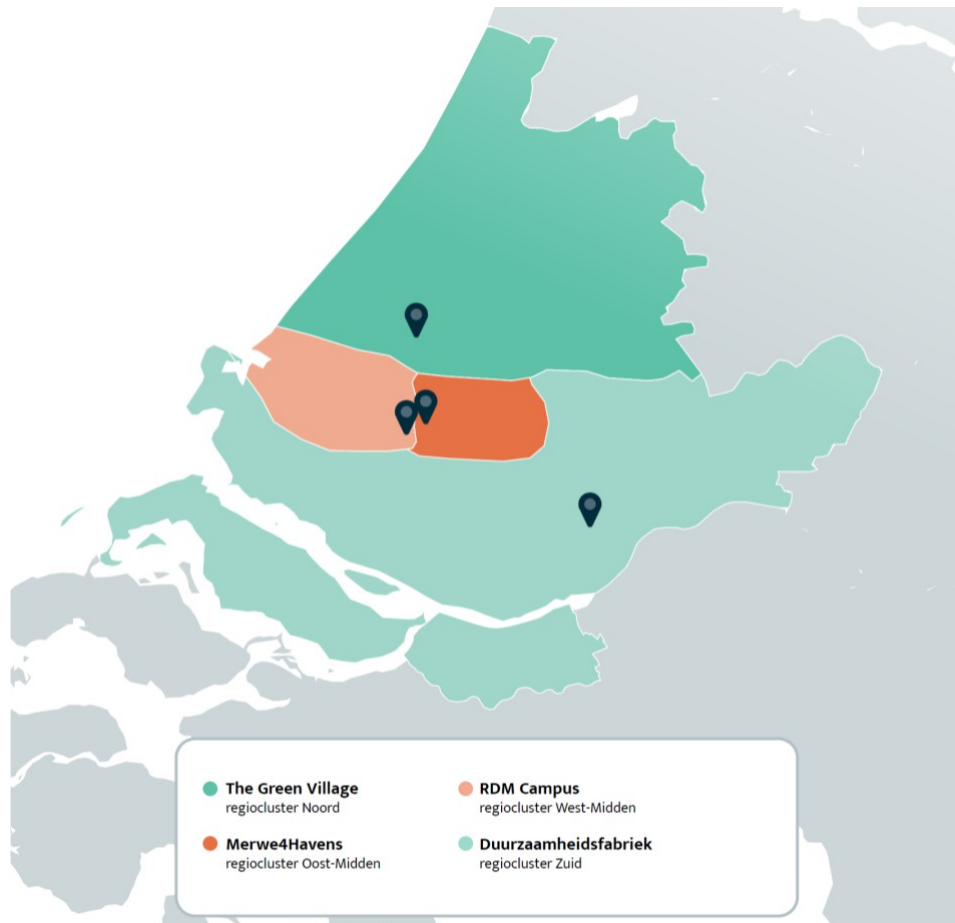 The Green Village
regiocluster Noord
RDM Campus
regiocluster West-Midden
Merwe4Havens
regiocluster Oost-Midden
Duurzaamheidsfabriek
regiocluster Zuid